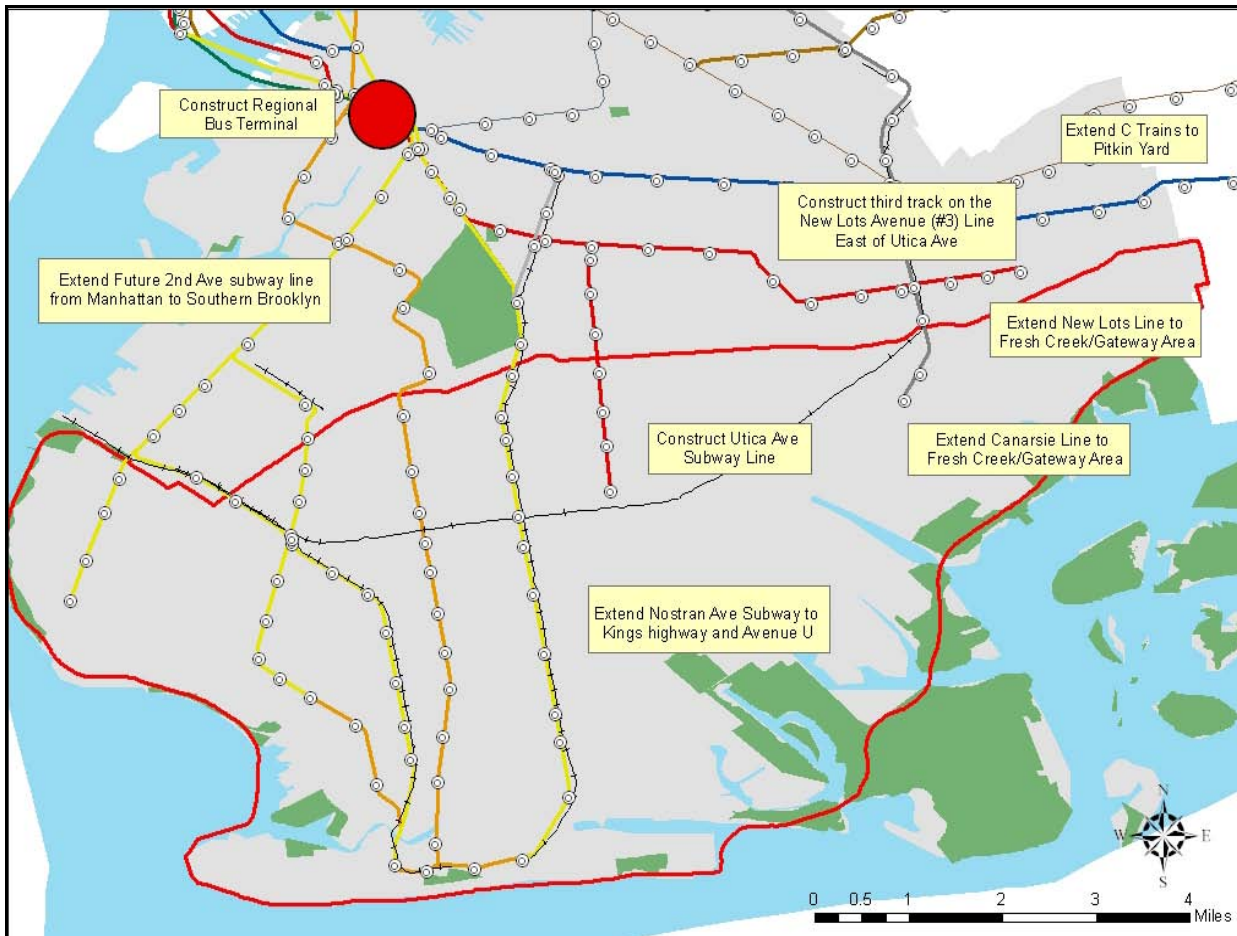 Construct Regional
Bus Terminal
Extend C Trains to
Pitkin Yard
Construct third track on the
New Lots Avenue (#3) Line
East of Utica Ave
Extend Future 2nd Ave subway line
from Manhattan to Southern Brooklyn
Extend New Lots Line to
Fresh Creek/Gateway Area
Construct Utica Ave
Subway Line
Extend Canarsie Line to
Fresh Creek/Gateway Area
Extend Nostran Ave Subway to
Kings highway and Avenue U
N
W E
S
0 0.5 1 2 3 4
Miles